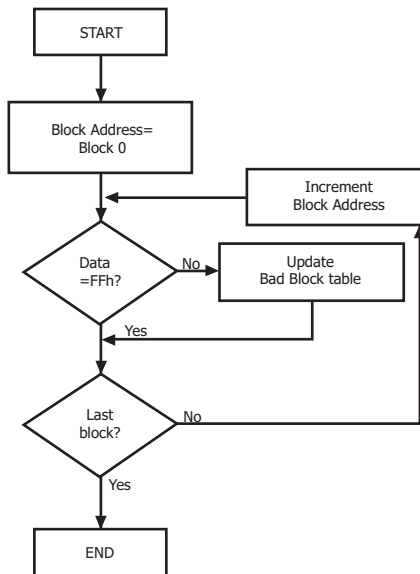 START
Block Address=
Block 0
Increment
Block Address
Data
=FFh?
No
Update
Bad Block table
Yes
Last
block?
No
Yes
END